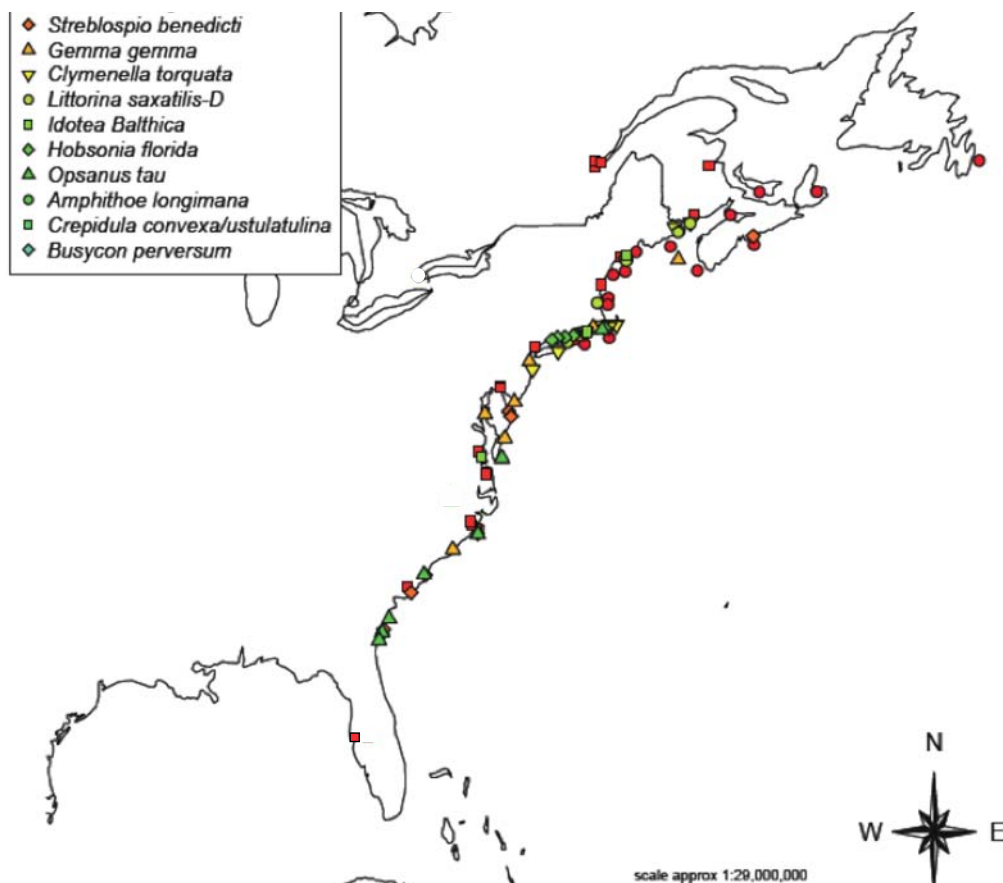 Streblospio benedicti
Gemma gemma
Clymenella torquata
Littorina saxatilis-D
Idotea Balthica
Hobsonia florida
Opsanus tau
Amphithoe longimana
Crepidula convexa/ustulatulina
Busycon perversum
N
W E
scale approx 1:29,000,000